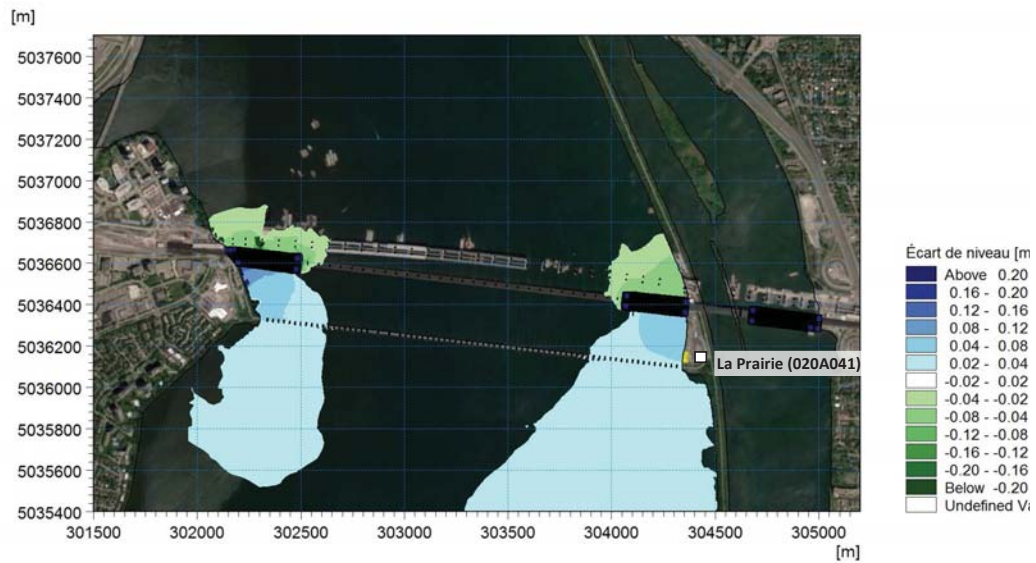 [m]
5037600
5037400
5037200
5037000
5036800
5036600
5036400
5036200
5036000
5035800
5035600
5035400
301500
302000
302500
303000
303500
304000
304500
305000
[m]
La Prairie (020A041)
Écart de niveau [m
Above 0.20
0.16 - 0.20
0.12 - 0.16
0.08 - 0.12
0.04 - 0.08
0.02 - 0.04
-0.02 - 0.02
-0.04 - -0.02
-0.08 - -0.04
-0.12 - -0.08
-0.16 - -0.12
-0.20 - -0.16
Below -0.20
Undefined Va